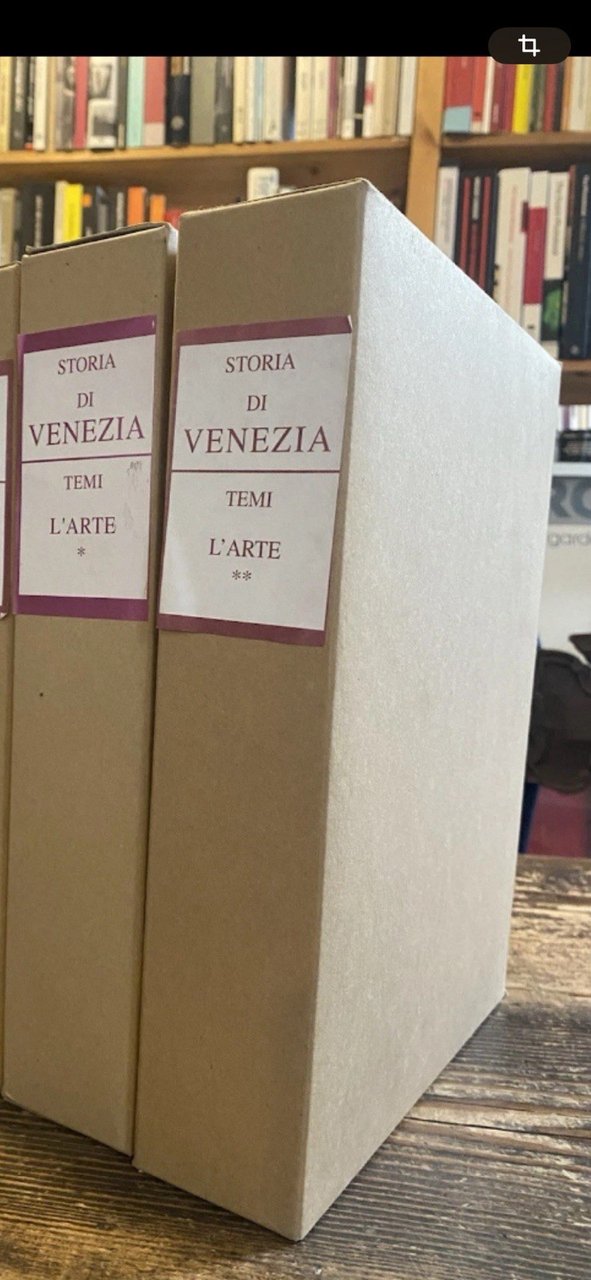 STORIA
DI
VENEZIA
TEMI
L'ARTE
*
STORIA
DI
VENEZIA
TEMI
L'ARTE
**